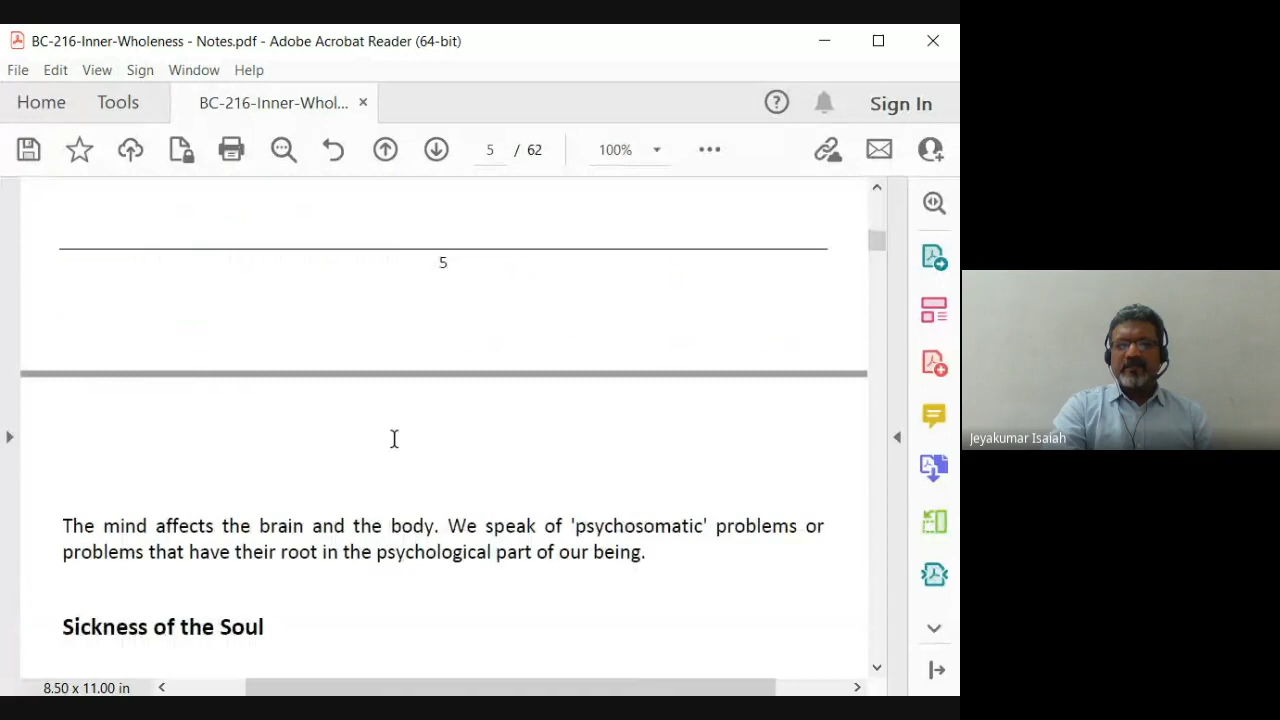 BC-216-Inner-Wholeness - Notes.pdf - Adobe Acrobat Reader (64-bit)
File Edit View Sign Window Help
Home Tools BC-216-Inner-Whol... × Sign In
5 / 62 100%
5
The mind affects the brain and the body. We speak of 'psychosomatic' problems or
problems that have their root in the psychological part of our being.
Sickness of the Soul
8.50 x 11.00 in
Jeyakumar Isaiah